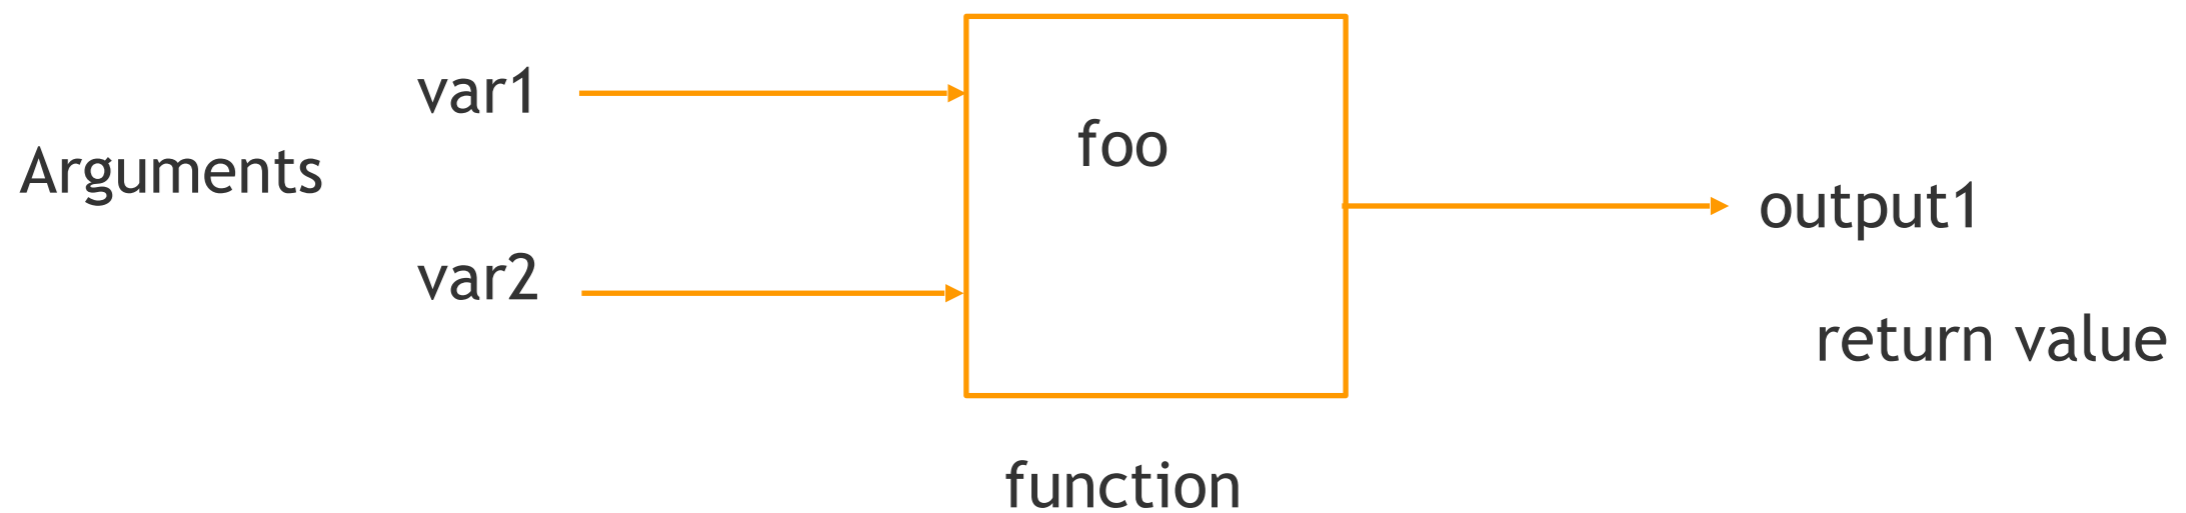 var1
Arguments
var2
foo
output1
return value
function